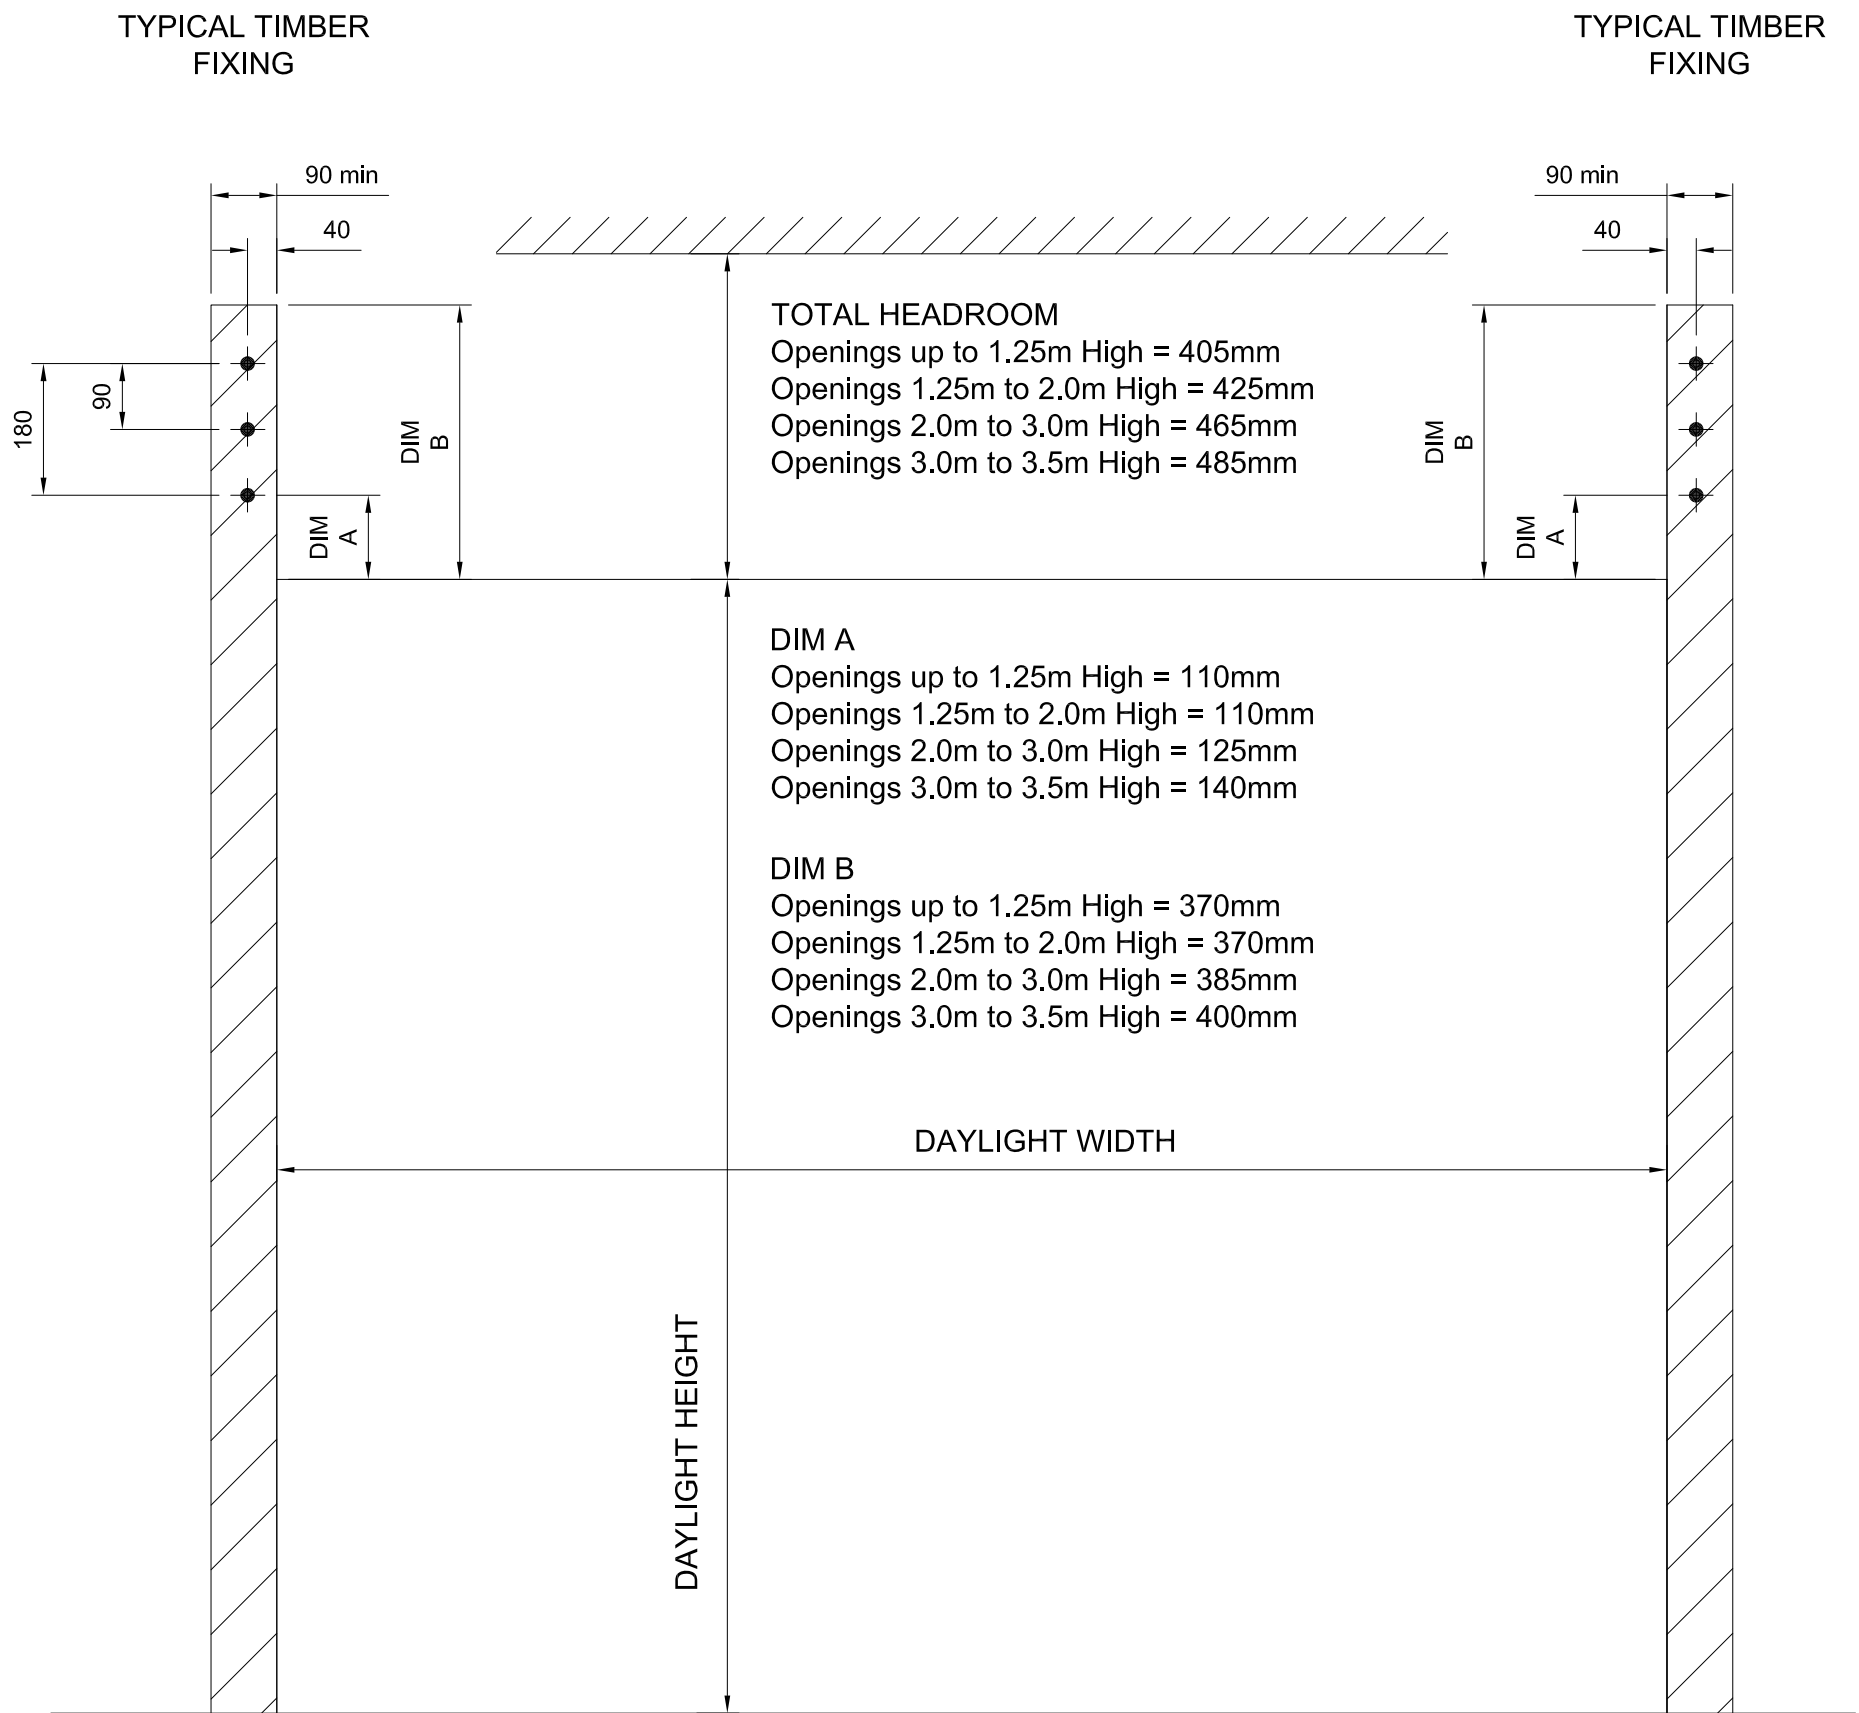 TYPICAL TIMBER
FIXING
TYPICAL TIMBER
FIXING
90 min
90 min
40
40
TOTAL HEADROOM
Openings up to 1.25m High = 405mm
Openings 1.25m to 2.0m High = 425mm
Openings 2.0m to 3.0m High = 465mm
Openings 3.0m to 3.5m High = 485mm
180
90
DIM
B
DIM
A
DIM
B
DIM
A
DIM A
Openings up to 1.25m High = 110mm
Openings 1.25m to 2.0m High = 110mm
Openings 2.0m to 3.0m High = 125mm
Openings 3.0m to 3.5m High = 140mm
DIM B
Openings up to 1.25m High = 370mm
Openings 1.25m to 2.0m High = 370mm
Openings 2.0m to 3.0m High = 385mm
Openings 3.0m to 3.5m High = 400mm
DAYLIGHT WIDTH
DAYLIGHT HEIGHT